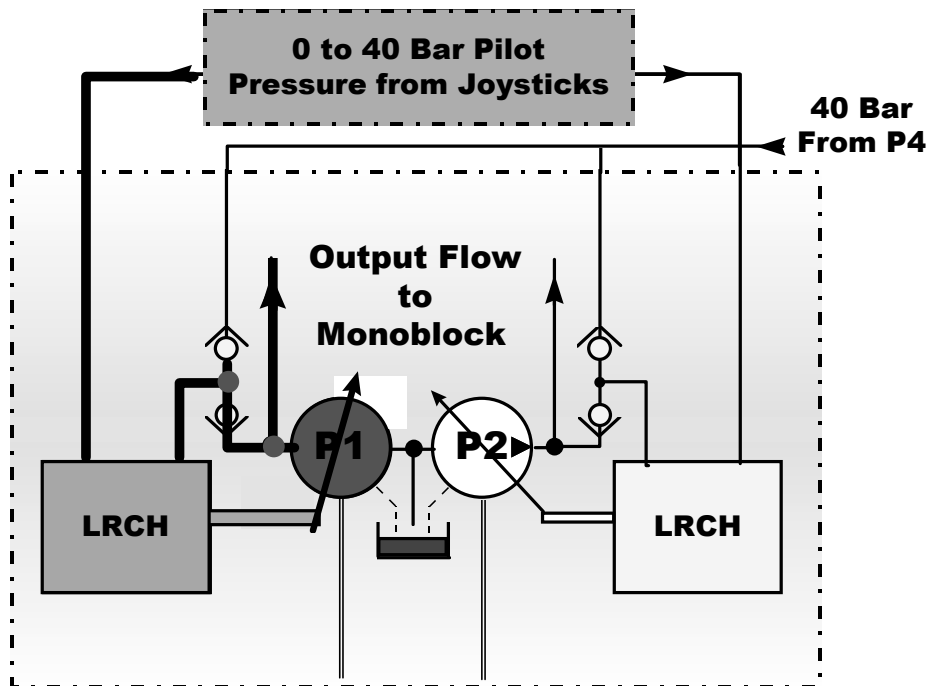 0 to 40 Bar Pilot
Pressure from Joysticks
40 Bar
From P4
Output Flow
to
Monoblock
P1
P2
LRCH
LRCH